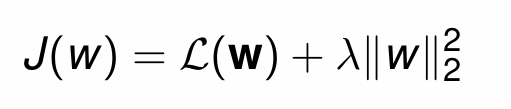 J(w) = ℒ(𝐰) + λ‖w‖₂²